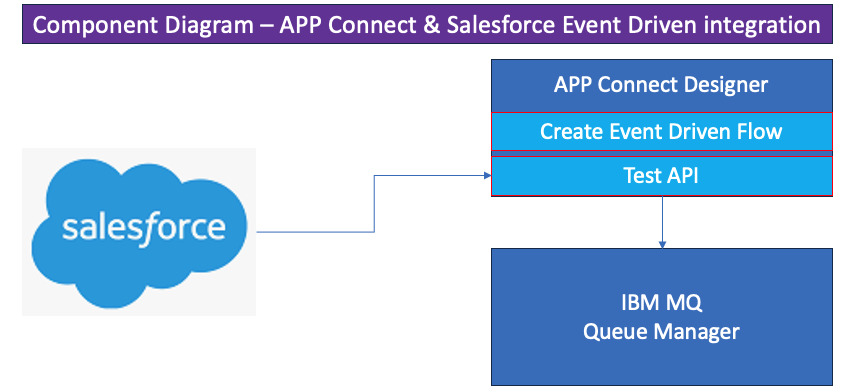 Component Diagram – APP Connect & Salesforce Event Driven integration
APP Connect Designer
Create Event Driven Flow
Test API
salesforce
IBM MQ
Queue Manager